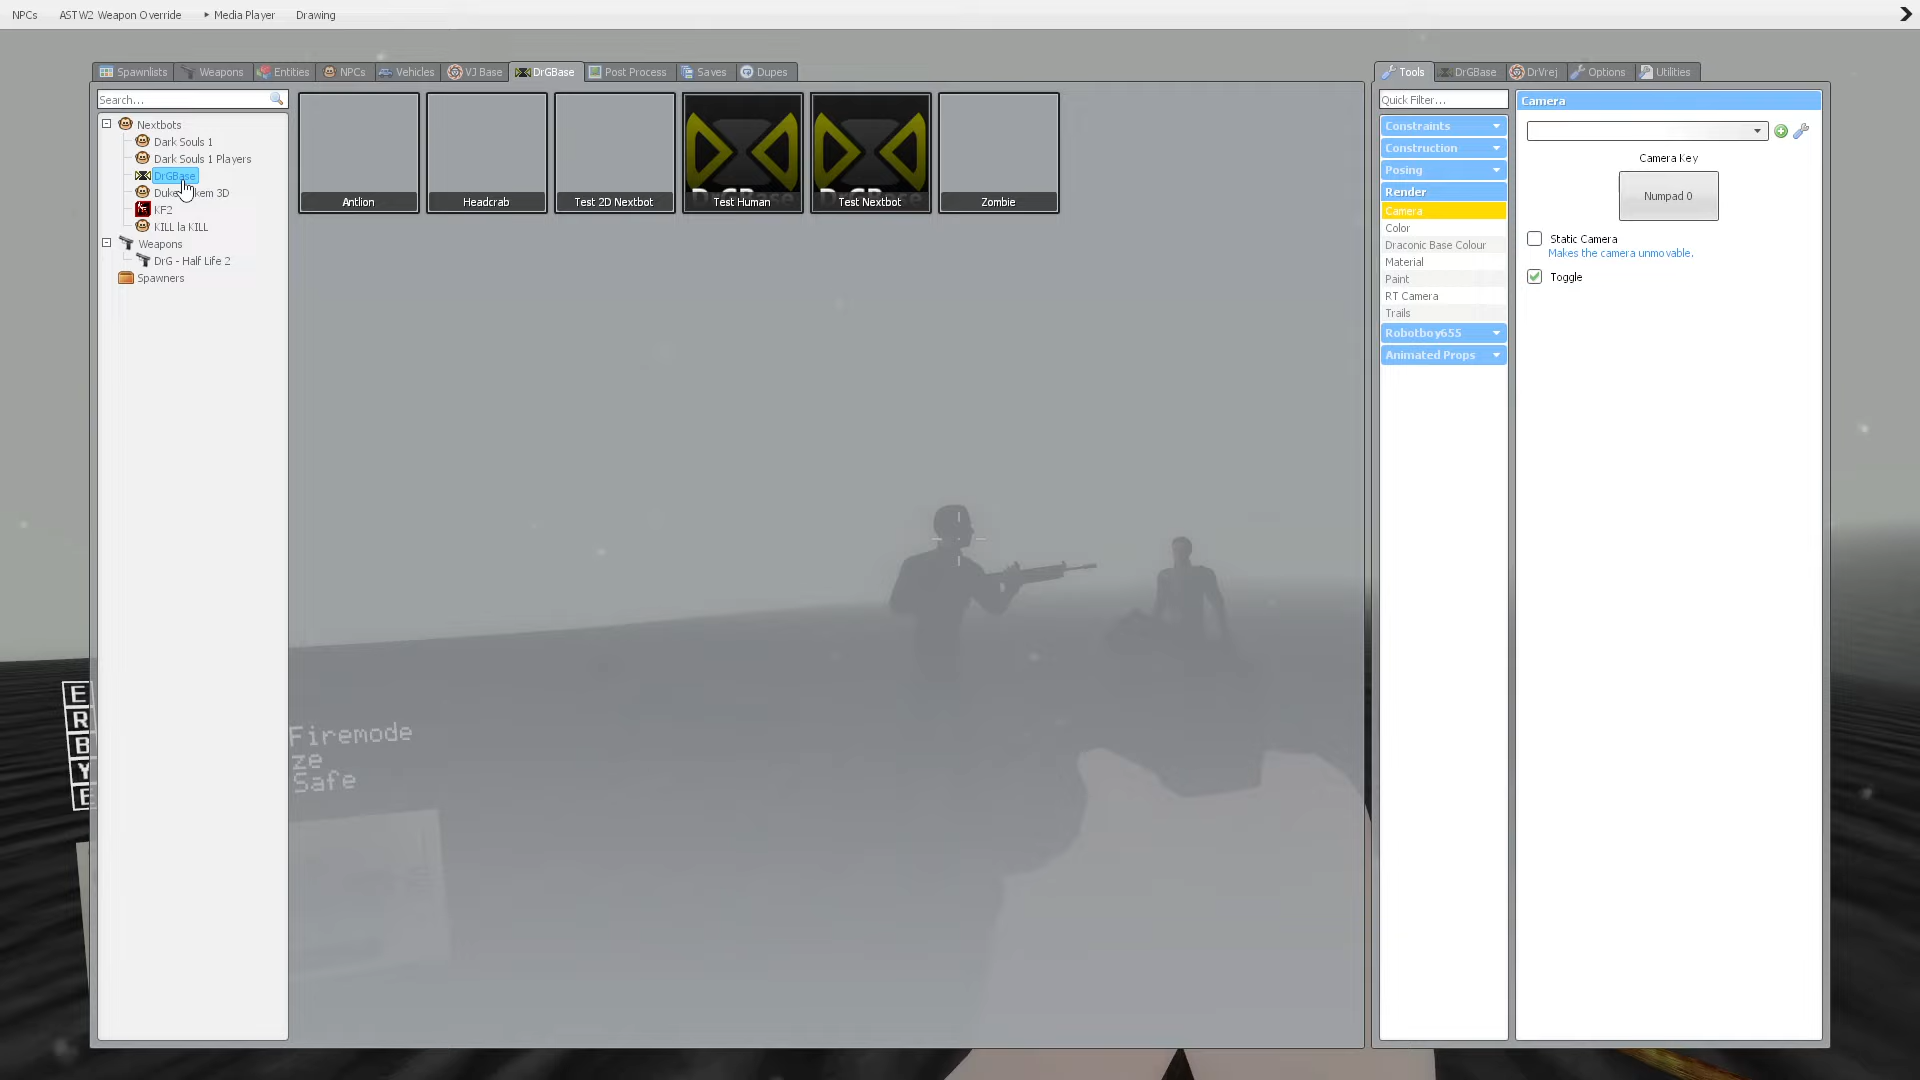 NPCs ASTW2 Weapon Override Media Player Drawing
Spawnlists Weapons Entities NPCs Vehicles VJ Base DrGBase Post Process Saves Dupes
Search...
Nextbots
Dark Souls 1
Dark Souls 1 Players
DrGBase
KF2
KILL la KILL
Weapons
DrG - Half Life 2
Spawners
Antlion
Headcrab
Test 2D Nextbot
DrGBase
Test Human
DrGBase
Test Nextbot
Zombie
Firemode
ze
Safe
E
R
B
Y
E
Tools DrGBase DrVrej Options Utilities
Quick Filter...
Constraints
Construction
Posing
Render
Camera
Color
Draconic Base Colour
Material
Paint
RT Camera
Trails
Robotboy655
Animated Props
Camera
Camera Key
Numpad 0
Static Camera
Makes the camera unmovable.
Toggle